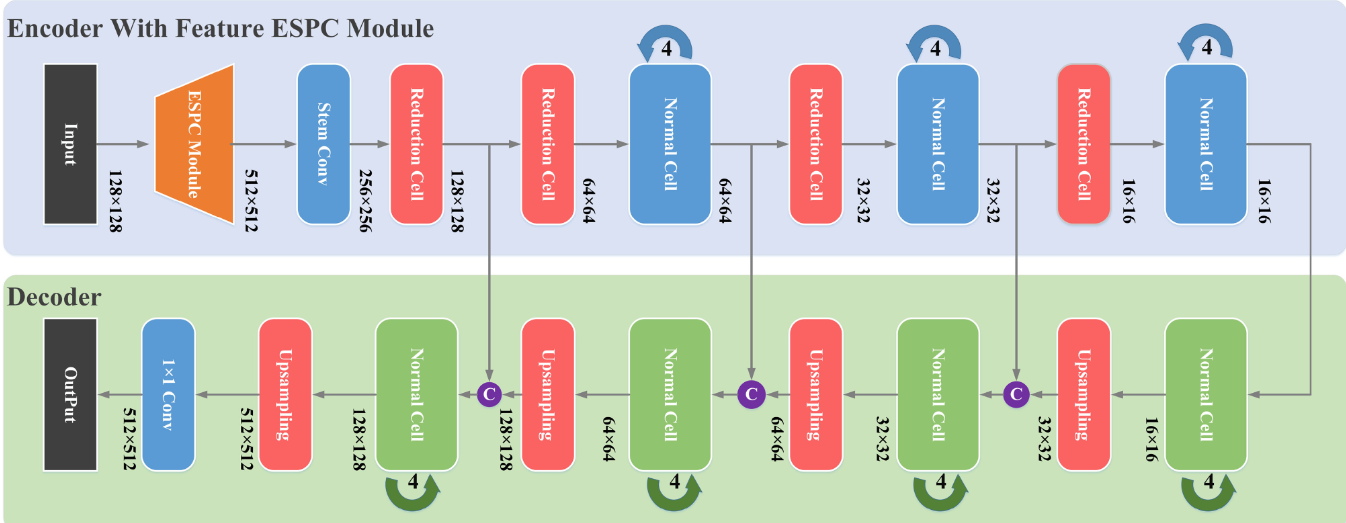 Encoder With Feature ESPC Module
4
4
4
Input
128×128
ESPC Module
512×512
Stem Conv
256×256
Reduction Cell
128×128
Reduction Cell
64×64
Normal Cell
64×64
Reduction Cell
32×32
Normal Cell
32×32
Reduction Cell
16×16
Normal Cell
16×16
Decoder
OutPut
512×512
1×1 Conv
512×512
Upsampling
128×128
Normal Cell
C
128×128
Upsampling
64×64
Normal Cell
C
64×64
Upsampling
32×32
Normal Cell
C
32×32
Upsampling
16×16
Normal Cell
4
4
4
4